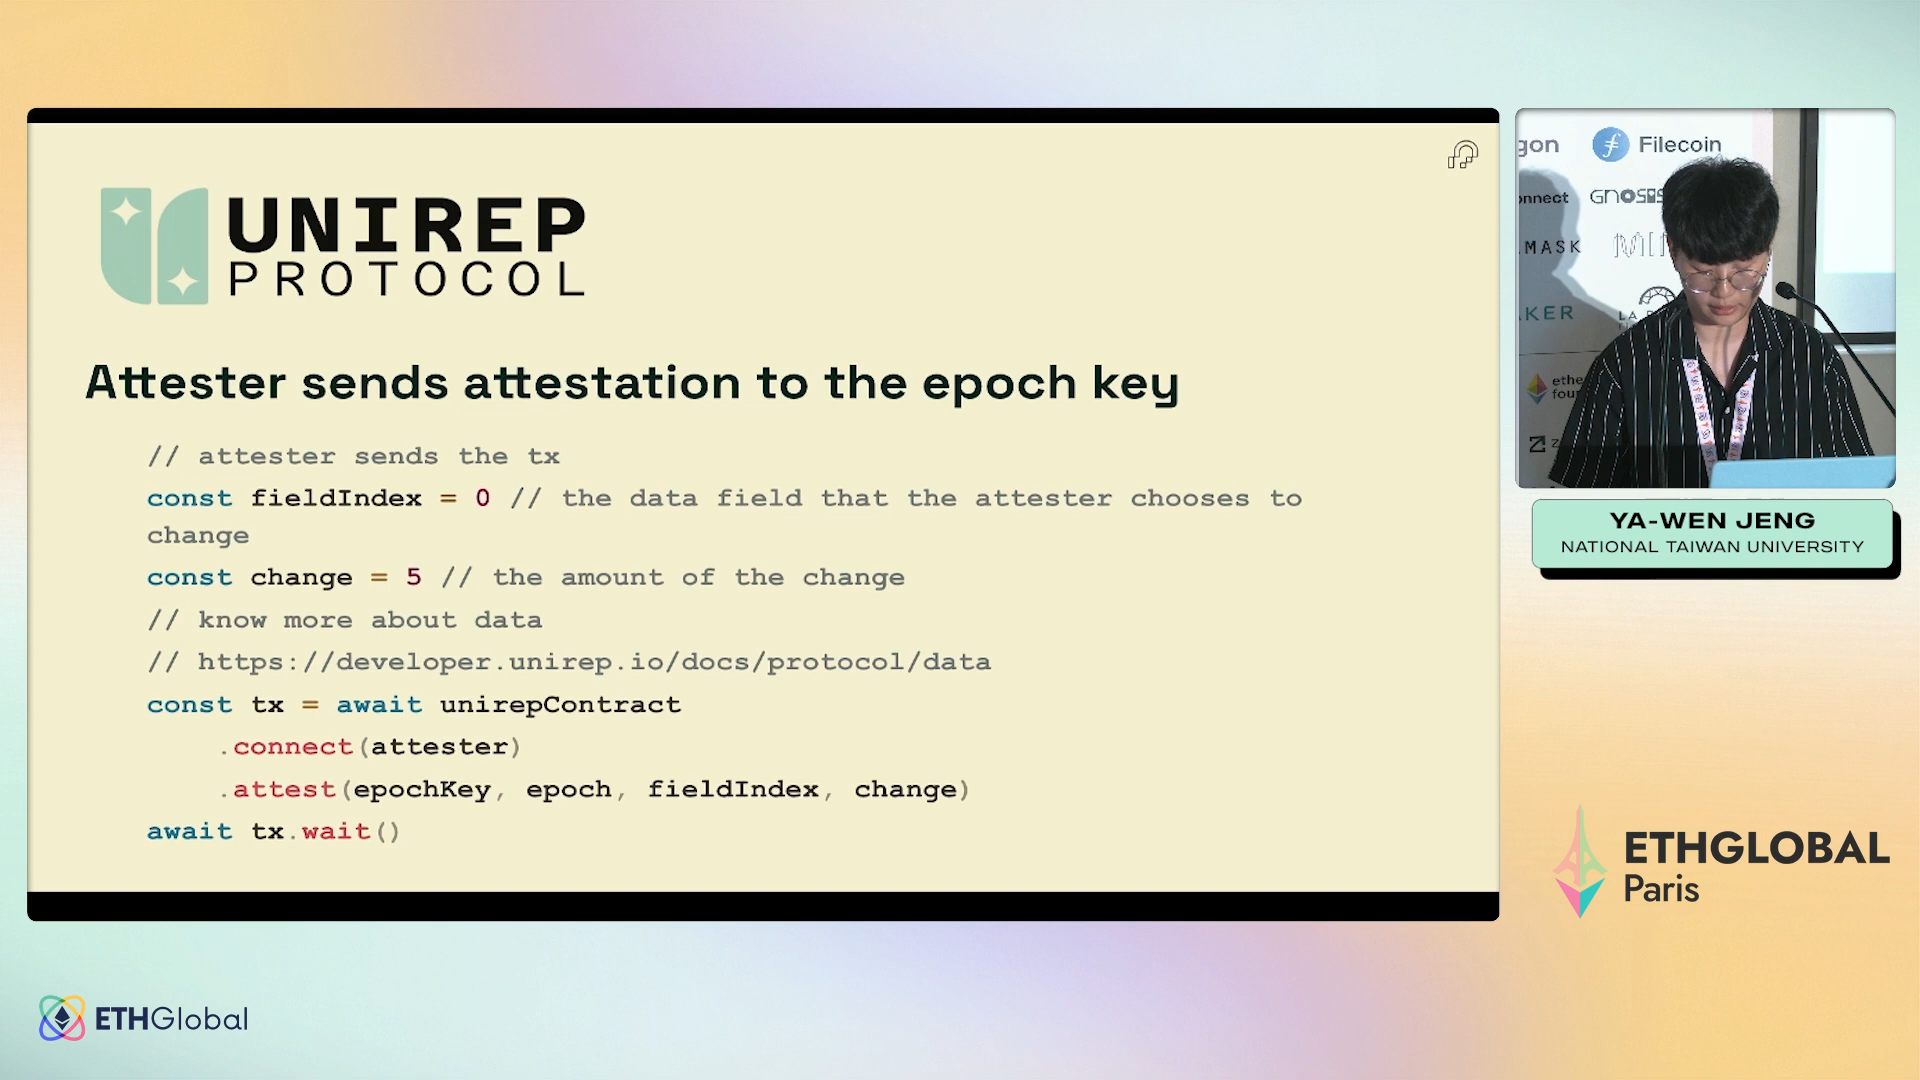 UNIREP
PROTOCOL
Attester sends attestation to the epoch key
// attester sends the tx
const fieldIndex = 0 // the data field that the attester chooses to
change
const change = 5 // the amount of the change
// know more about data
// https://developer.unirep.io/docs/protocol/data
const tx = await unirepContract
.connect(attester)
.attest(epochKey, epoch, fieldIndex, change)
await tx.wait()
Filecoin
YA-WEN JENG
NATIONAL TAIWAN UNIVERSITY
ETHGLOBAL
Paris
ETHGlobal